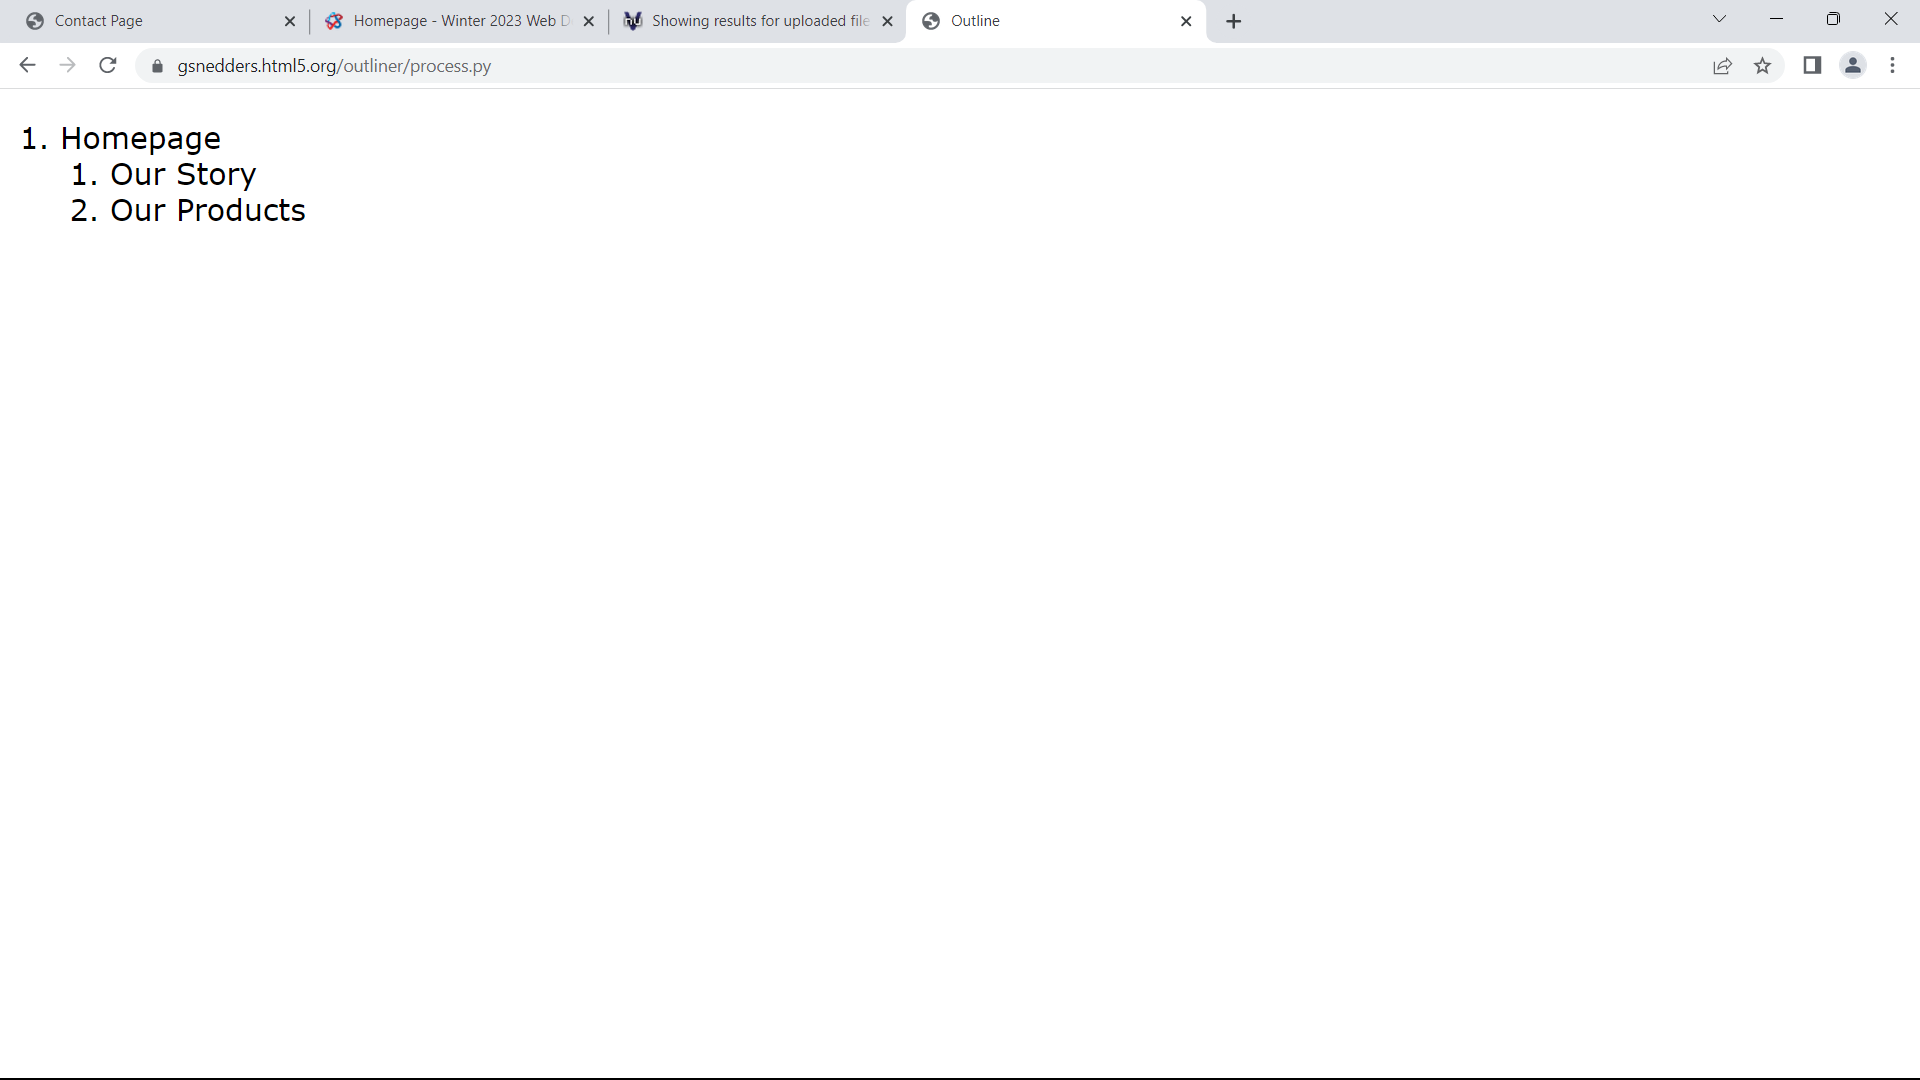 Contact Page
Homepage - Winter 2023 Web D
Showing results for uploaded file
Outline
gsnedders.html5.org/outliner/process.py
1. Homepage
1. Our Story
2. Our Products